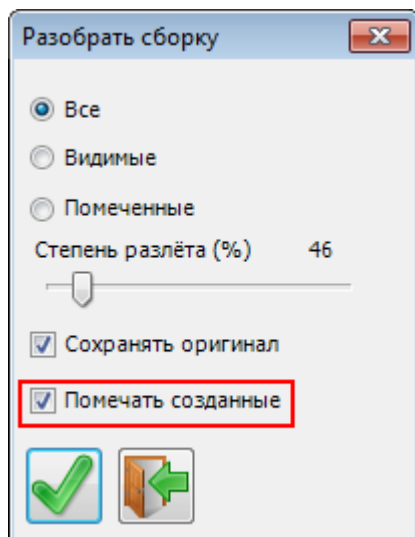 Разобрать сборку
Все
Видимые
Помеченные
Степень разлёта (%) 46
Сохранять оригинал
Помечать созданные